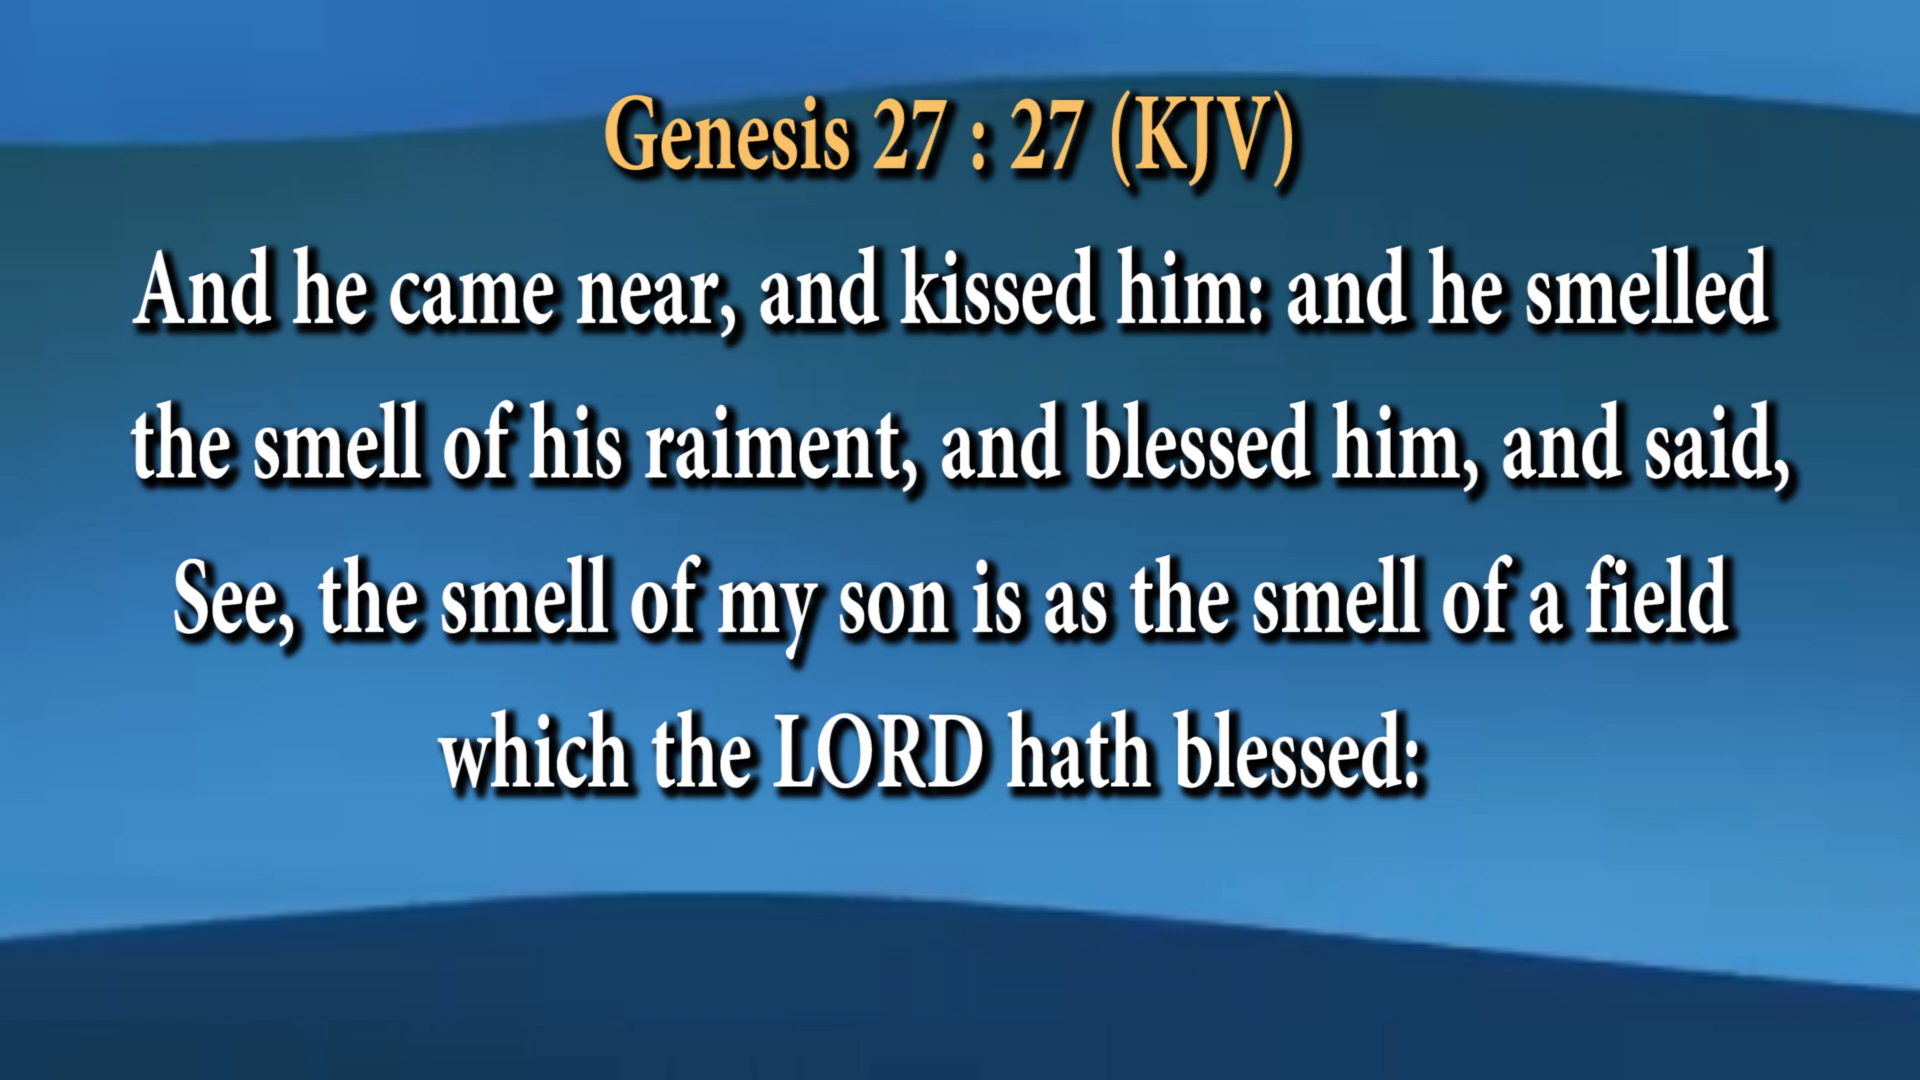 Genesis 27 : 27 (KJV)
And he came near, and kissed him: and he smelled
the smell of his raiment, and blessed him, and said,
See, the smell of my son is as the smell of a field
which the LORD hath blessed: